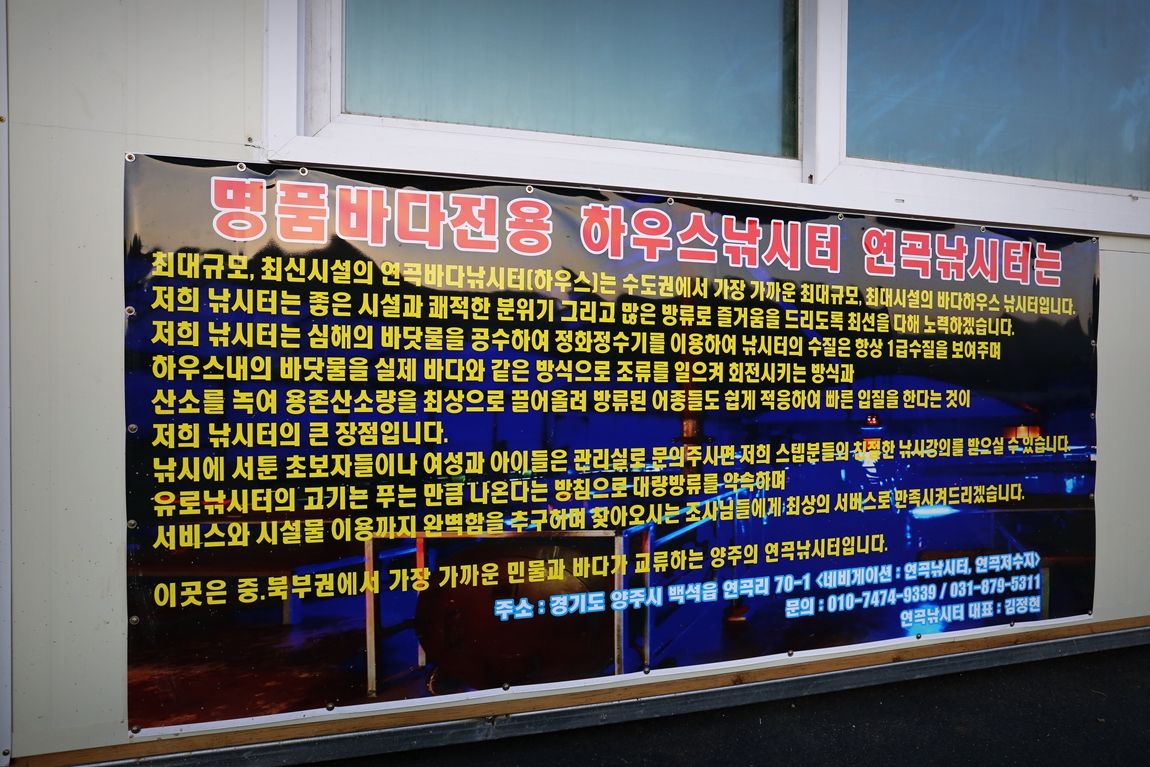 명품바다전용 하우스낚시터 연곡낚시터는
최대규모, 최신시설의 연곡바다낚시터(하우스)는 수도권에서 가장 가까운 최대규모, 최대시설의 바다하우스 낚시터입니다.
저희 낚시터는 좋은 시설과 쾌적한 분위기 그리고 많은 방류로 즐거움을 드리도록 최선을 다해 노력하겠습니다.
저희 낚시터는 심해의 바닷물을 공수하여 정화정수기를 이용하여 낚시터의 수질은 항상 1급수질을 보여주며
하우스내의 바닷물을 실제 바다와 같은 방식으로 조류를 일으켜 회전시키는 방식과
산소를 녹여 용존산소량을 최상으로 끌어올려 방류된 어종들도 쉽게 적응하여 빠른 입질을 한다는 것이
저희 낚시터의 큰 장점입니다.
낚시에 서툰 초보자들이나 여성과 아이들은 관리실로 문의주시면 저희 스텝분들의 친절한 낚시강의를 받으실 수 있습니다.
유로낚시터의 고기는 푸는 만큼 나온다는 방침으로 대량방류를 약속하며
서비스와 시설물 이용까지 완벽함을 추구하며 찾아오시는 조사님들에게 최상의 서버스로 만족시켜드리겠습니다.
이곳은 중.북부권에서 가장 가까운 민물과 바다가 교류하는 양주의 연곡낚시터입니다.
주소 : 경기도 양주시 백석읍 연곡리 70-1 <네비게이션 : 연곡낚시터, 연곡저수지>
문의 : 010-7474-9339 / 031-879-5311
연곡낚시터 대표 : 김정현